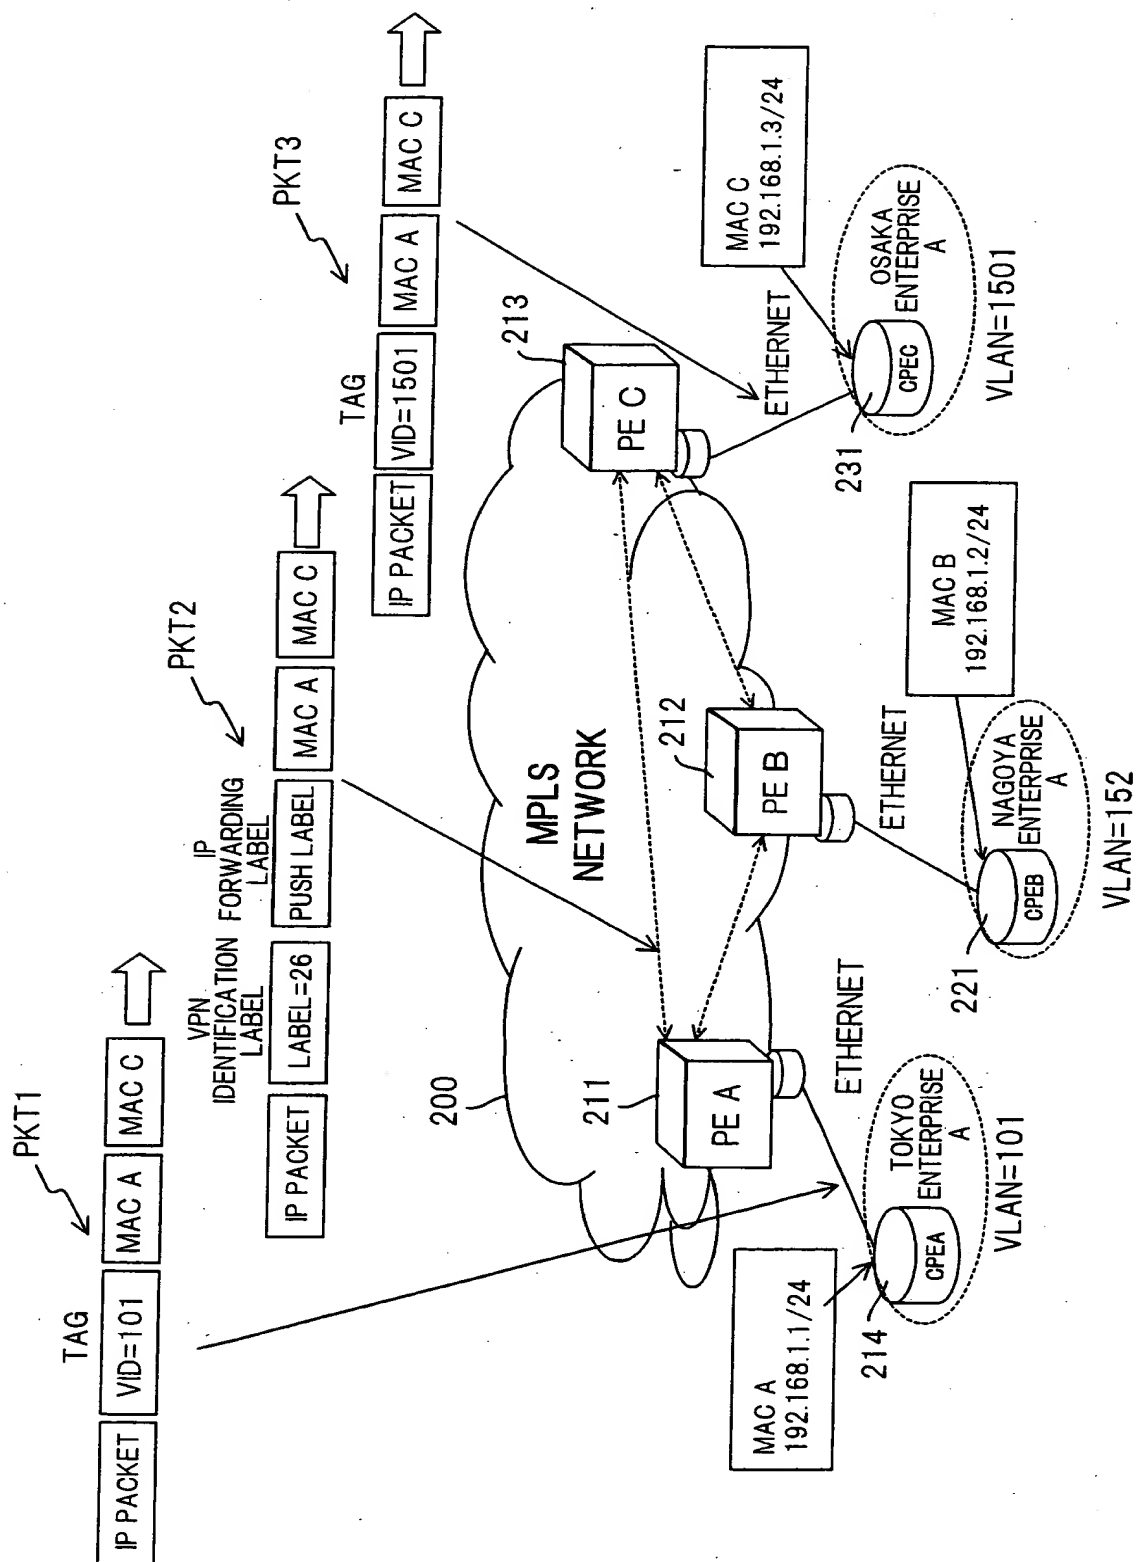 PKT1
TAG
IP PACKET
VID=101
MAC A
MAC C
PKT2
VPN
IDENTIFICATION
LABEL
IP
FORWARDING
LABEL
IP PACKET
LABEL=26
PUSH LABEL
MAC A
MAC C
PKT3
TAG
IP PACKET
VID=1501
MAC A
MAC C
200
MPLS
NETWORK
211
PE A
212
PE B
213
PE C
ETHERNET
ETHERNET
ETHERNET
MAC A
192.168.1.1/24
214
CPEA
TOKYO
ENTERPRISE
A
VLAN=101
MAC B
192.168.1.2/24
221
CPEB
NAGOYA
ENTERPRISE
A
VLAN=152
MAC C
192.168.1.3/24
231
CPEC
OSAKA
ENTERPRISE
A
VLAN=1501